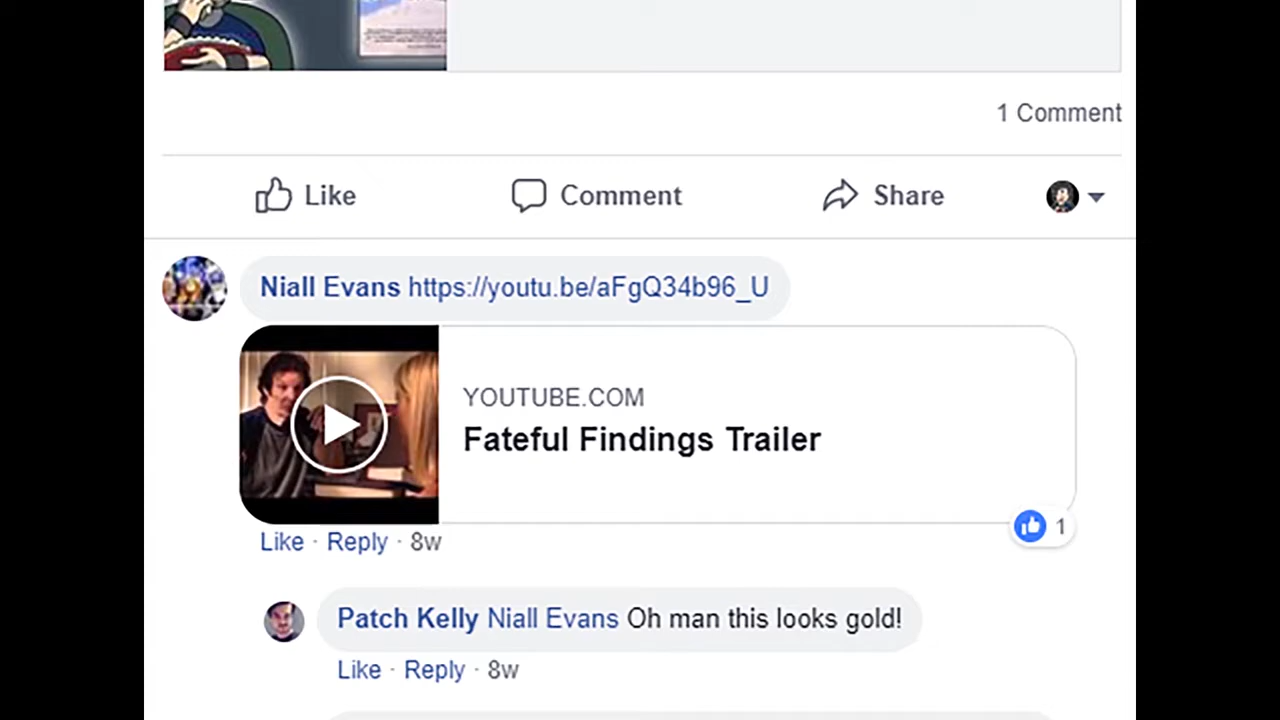 1 Comment
Like
Comment
Share
Niall Evans https://youtu.be/aFgQ34b96_U
YOUTUBE.COM
Fateful Findings Trailer
1
Like · Reply · 8w
Patch Kelly Niall Evans Oh man this looks gold!
Like · Reply · 8w